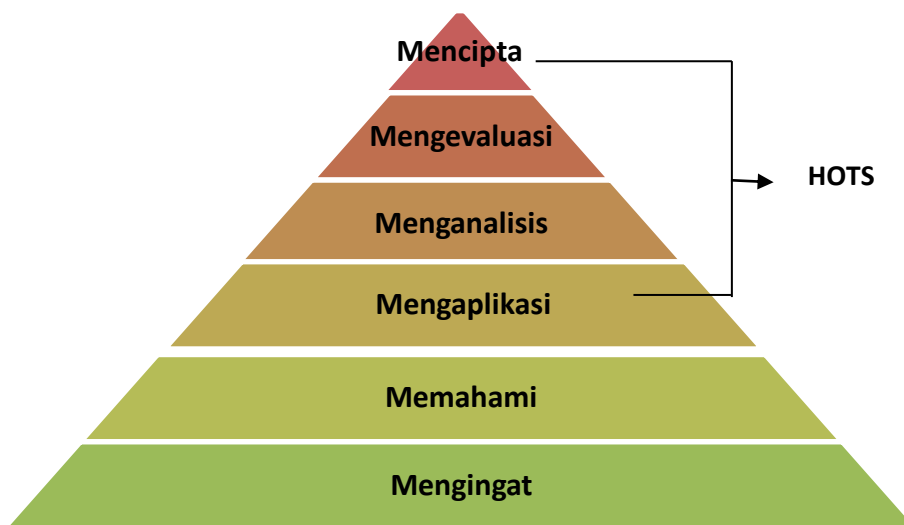 Mencipta
Mengevaluasi
HOTS
Menganalisis
Mengaplikasi
Memahami
Mengingat